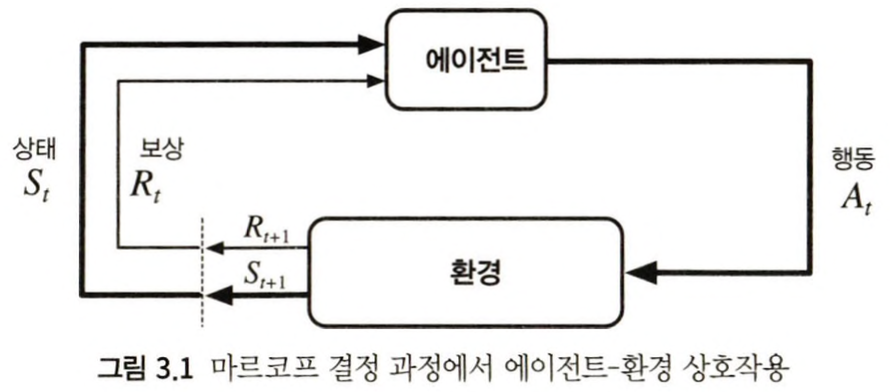 에이전트
상태
S_t
보상
R_t
행동
A_t
R_{t+1}
S_{t+1}
환경
그림 3.1 마르코프 결정 과정에서 에이전트-환경 상호작용